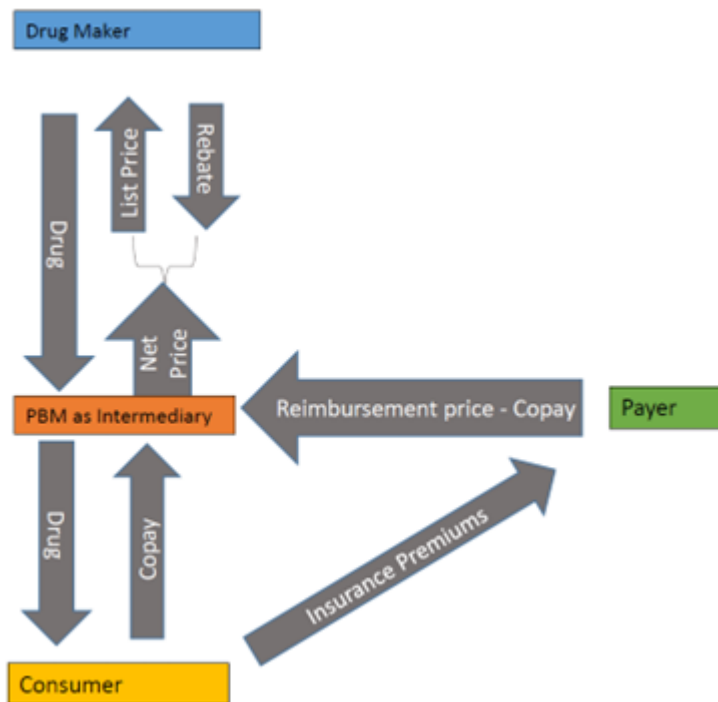 Drug Maker
Drug
List Price
Rebate
Net
Price
PBM as Intermediary
Reimbursement price - Copay
Payer
Drug
Copay
Insurance Premiums
Consumer